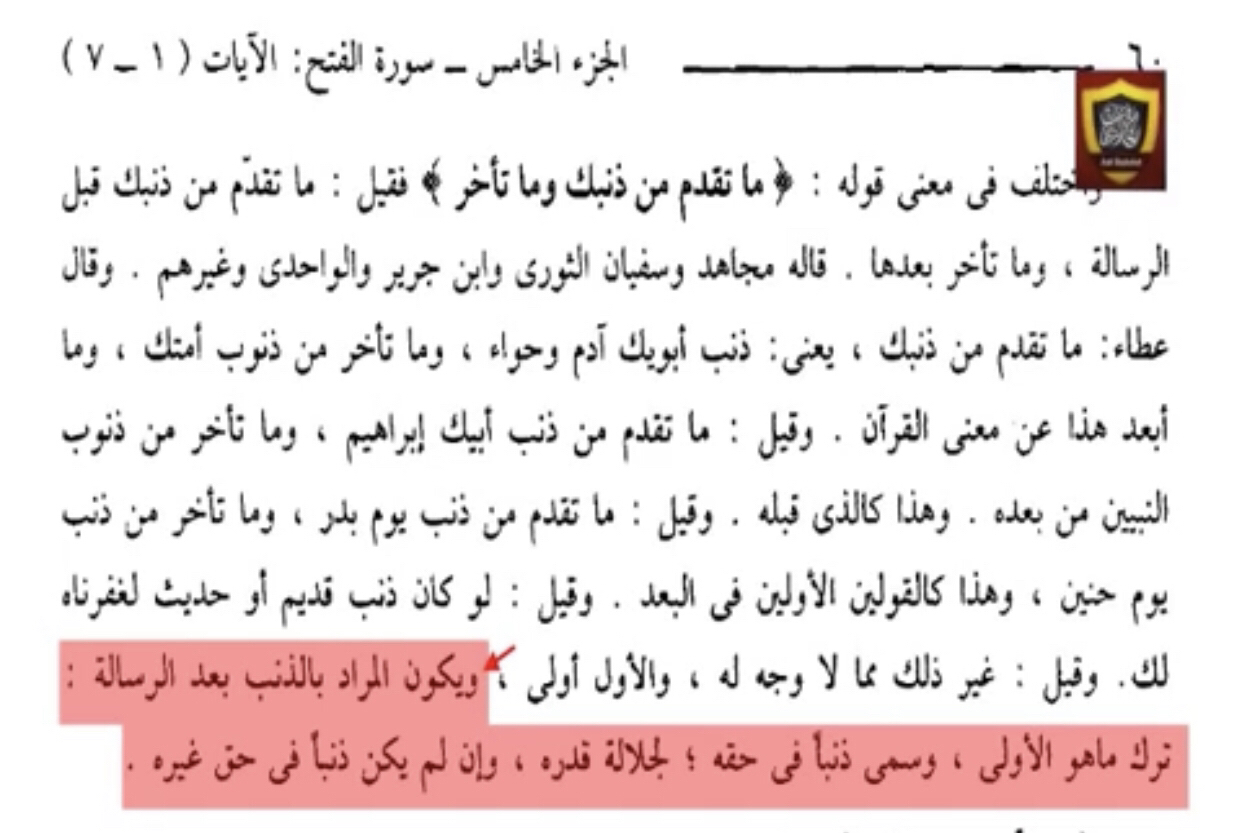 ٦٠ الجزء الخامس ــ سورة الفتح: الآيات ( ١ ــ ٧ )
واختلف فى معنى قوله : ﴿ ما تقدم من ذنبك وما تأخر ﴾ فقيل : ما تقدّم من ذنبك قبل
الرسالة ، وما تأخر بعدها . قاله مجاهد وسفيان الثورى وابن جرير والواحدى وغيرهم . وقال
عطاء: ما تقدم من ذنبك ، يعنى: ذنب أبويك آدم وحواء ، وما تأخر من ذنوب أمتك ، وما
أبعد هذا عن معنى القرآن . وقيل : ما تقدم من ذنب أبيك إبراهيم ، وما تأخر من ذنوب
النبيين من بعده . وهذا كالذى قبله . وقيل : ما تقدم من ذنب يوم بدر ، وما تأخر من ذنب
يوم حنين ، وهذا كالقولين الأولين فى البعد . وقيل : لو كان ذنب قديم أو حديث لغفرناه
لك. وقيل : غير ذلك مما لا وجه له ، والأول أولى ، ويكون المراد بالذنب بعد الرسالة :
ترك ماهو الأولى ، وسمى ذنباً فى حقه ؛ لجلالة قدره ، وإن لم يكن ذنباً فى حق غيره .